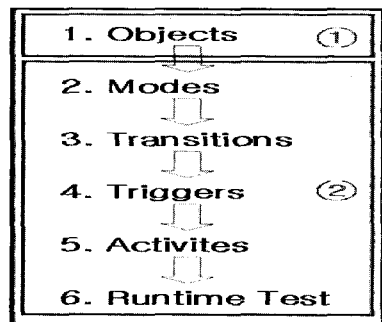 1. Objects ①
2. Modes
3. Transitions
4. Triggers ②
5. Activites
6. Runtime Test